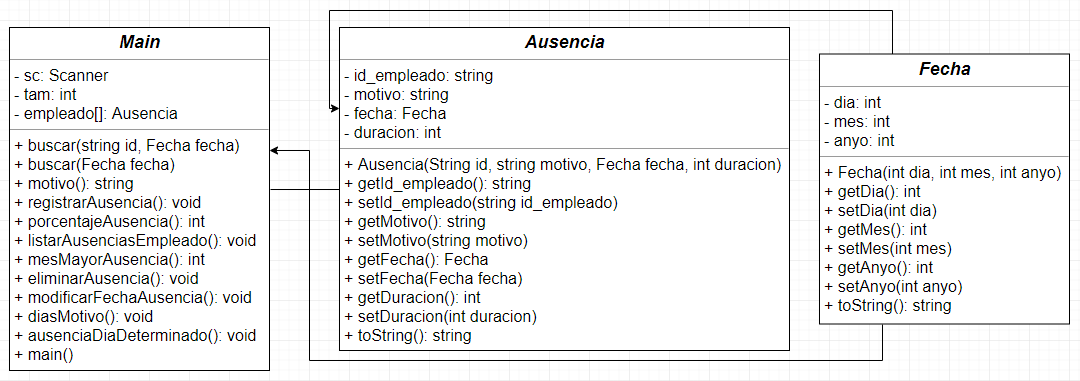 Main
- sc: Scanner
- tam: int
- empleado[]: Ausencia
+ buscar(string id, Fecha fecha)
+ buscar(Fecha fecha)
+ motivo(): string
+ registrarAusencia(): void
+ porcentajeAusencia(): int
+ listarAusenciasEmpleado(): void
+ mesMayorAusencia(): int
+ eliminarAusencia(): void
+ modificarFechaAusencia(): void
+ diasMotivo(): void
+ ausenciaDiaDeterminado(): void
+ main()
Ausencia
- id_empleado: string
- motivo: string
- fecha: Fecha
- duracion: int
+ Ausencia(String id, string motivo, Fecha fecha, int duracion)
+ getId_empleado(): string
+ setId_empleado(string id_empleado)
+ getMotivo(): string
+ setMotivo(string motivo)
+ getFecha(): Fecha
+ setFecha(Fecha fecha)
+ getDuracion(): int
+ setDuracion(int duracion)
+ toString(): string
Fecha
- dia: int
- mes: int
- anyo: int
+ Fecha(int dia, int mes, int anyo)
+ getDia(): int
+ setDia(int dia)
+ getMes(): int
+ setMes(int mes)
+ getAnyo(): int
+ setAnyo(int anyo)
+ toString(): string